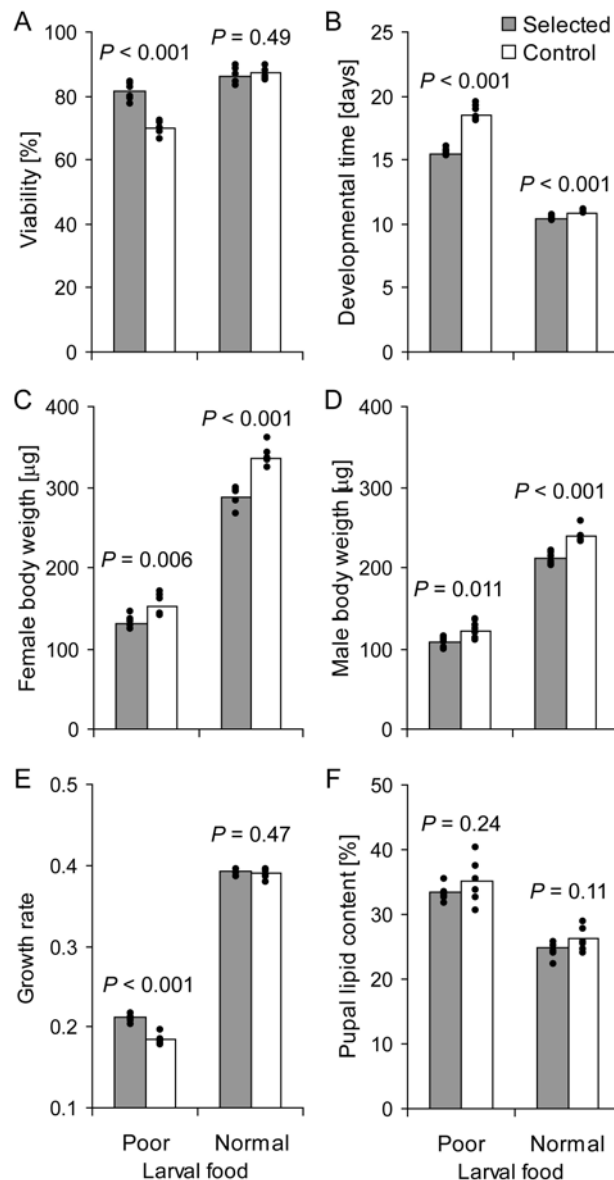 A
Viability [%]
100
80
60
40
20
0
P < 0.001
P = 0.49
B
Selected
Control
Developmental time [days]
25
20
15
10
5
0
P < 0.001
P < 0.001
C
Female body weigth [µg]
400
300
200
100
0
P = 0.006
P < 0.001
D
Male body weigth [µg]
400
300
200
100
0
P = 0.011
P < 0.001
E
Growth rate
0.5
0.4
0.3
0.2
0.1
P < 0.001
P = 0.47
Poor
Normal
Larval food
F
Pupal lipid content [%]
50
40
30
20
10
0
P = 0.24
P = 0.11
Poor
Normal
Larval food